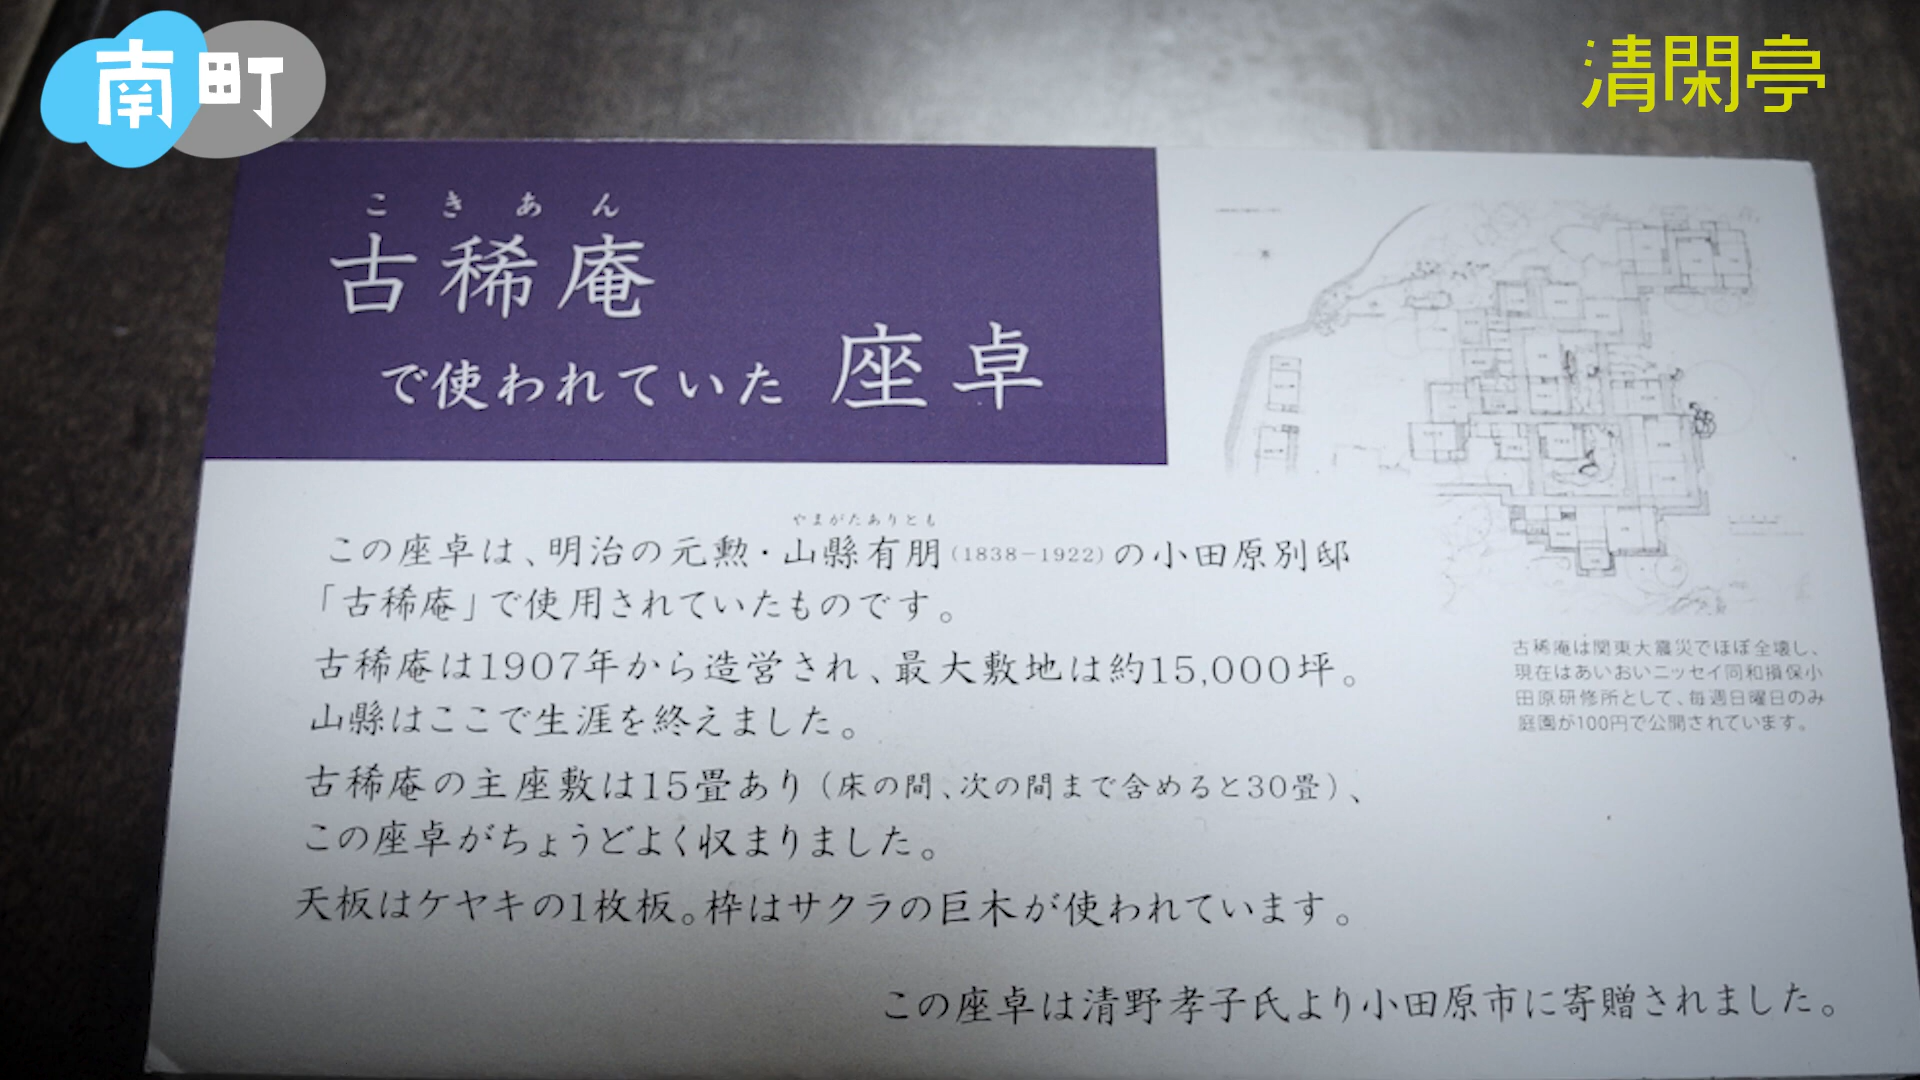 南町
清閑亭
こきあん
古稀庵
で使われていた 座卓
やまがたありとも
この座卓は、明治の元勲・山縣有朋(1838−1922)の小田原別邸
「古稀庵」で使用されていたものです。
古稀庵は1907年から造営され、最大敷地は約15,000坪。
山縣はここで生涯を終えました。
古稀庵の主座敷は15畳あり(床の間、次の間まで含めると30畳)、
この座卓がちょうどよく収まりました。
天板はケヤキの1枚板。枠はサクラの巨木が使われています。
この座卓は清野孝子氏より小田原市に寄贈されました。
古稀庵は関東大震災でほぼ全壊し、
現在はあいおいニッセイ同和損保小
田原研修所として、毎週日曜日のみ
庭園が100円で公開されています。